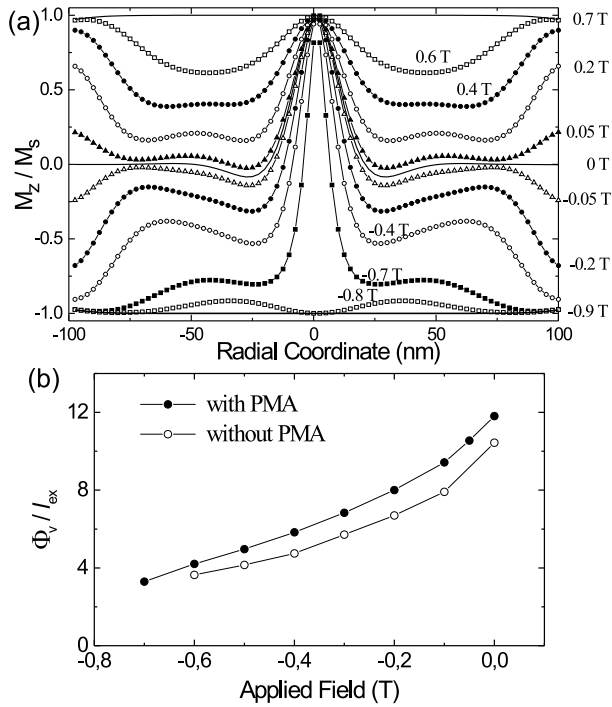 (a)
1.0
0.5
0.0
-0.5
-1.0
M_z / M_s
0.7 T
0.6 T
0.4 T
0.2 T
0.05 T
0 T
-0.05 T
-0.4 T
-0.2 T
-0.7 T
-0.8 T
-0.9 T
-100 -50 0 50 100
Radial Coordinate (nm)
(b)
12
8
4
0
Φ_v / l_ex
with PMA
without PMA
-0,8 -0,6 -0,4 -0,2 0,0
Applied Field (T)